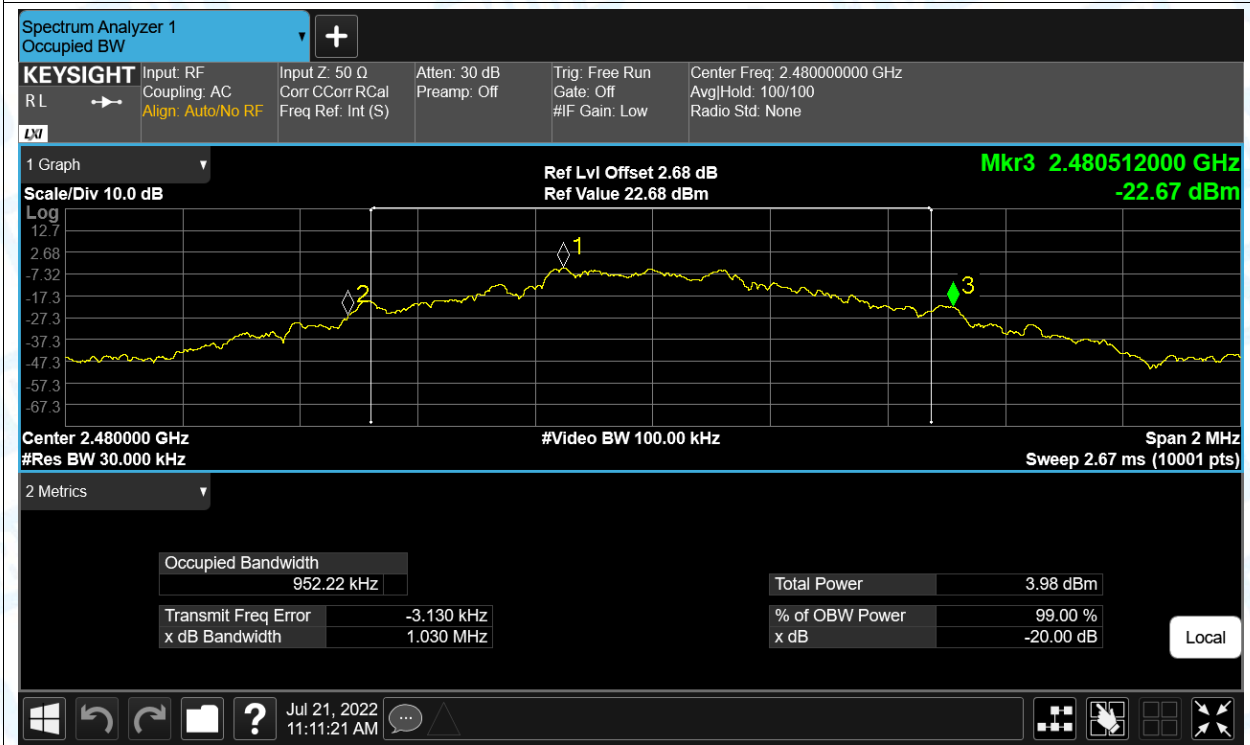 Spectrum Analyzer 1
Occupied BW
KEYSIGHT
R L
LXI
Input: RF
Coupling: AC
Align: Auto/No RF
Input Z: 50 Ω
Corr CCorr RCal
Freq Ref: Int (S)
Atten: 30 dB
Preamp: Off
Trig: Free Run
Gate: Off
#IF Gain: Low
Center Freq: 2.480000000 GHz
Avg|Hold: 100/100
Radio Std: None
1 Graph
Scale/Div 10.0 dB
Ref Lvl Offset 2.68 dB
Ref Value 22.68 dBm
Mkr3 2.480512000 GHz
-22.67 dBm
Log
12.7
2.68
-7.32
-17.3
-27.3
-37.3
-47.3
-57.3
-67.3
1
2
3
Center 2.480000 GHz
#Res BW 30.000 kHz
#Video BW 100.00 kHz
Span 2 MHz
Sweep 2.67 ms (10001 pts)
2 Metrics
Occupied Bandwidth
952.22 kHz
Transmit Freq Error -3.130 kHz
x dB Bandwidth 1.030 MHz
Total Power 3.98 dBm
% of OBW Power 99.00 %
x dB -20.00 dB
Local
?
Jul 21, 2022
11:11:21 AM